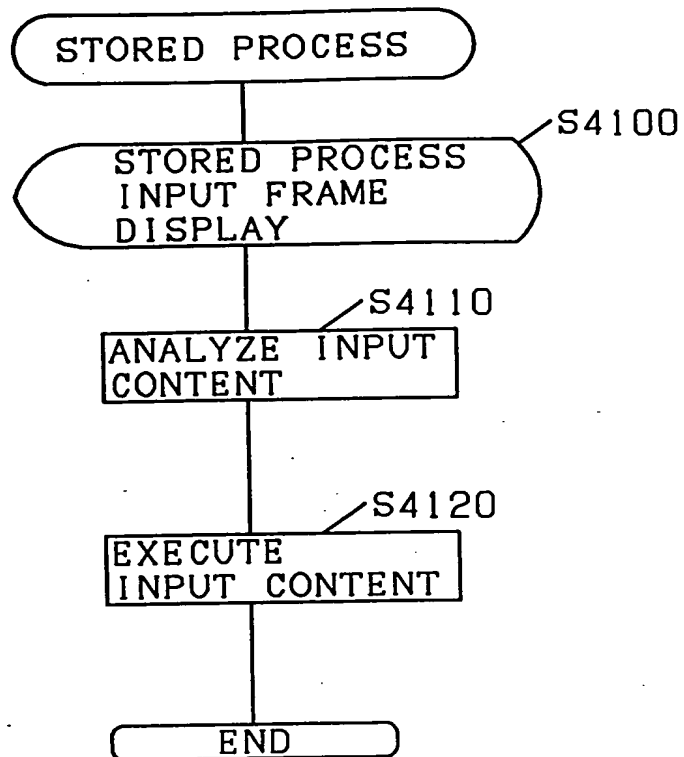 STORED PROCESS
S4100
STORED PROCESS
INPUT FRAME
DISPLAY
S4110
ANALYZE INPUT
CONTENT
S4120
EXECUTE
INPUT CONTENT
END